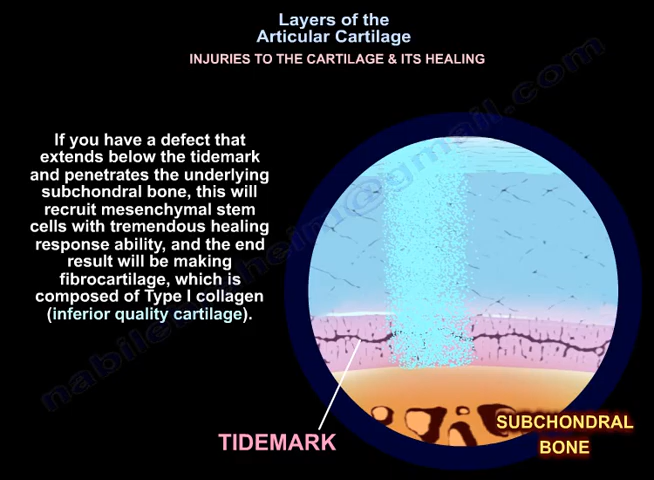 Layers of the
Articular Cartilage
INJURIES TO THE CARTILAGE & ITS HEALING
If you have a defect that
extends below the tidemark
and penetrates the underlying
subchondral bone, this will
recruit mesenchymal stem
cells with tremendous healing
response ability, and the end
result will be making
fibrocartilage, which is
composed of Type I collagen
(inferior quality cartilage).
TIDEMARK
SUBCHONDRAL
BONE